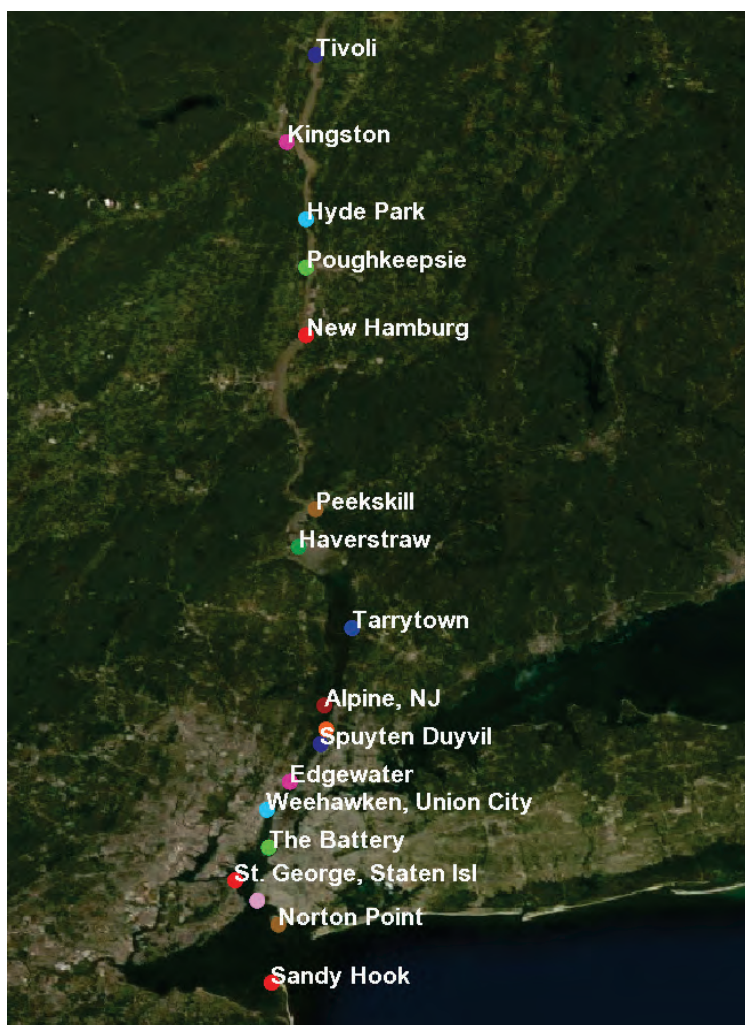 Tivoli
Kingston
Hyde Park
Poughkeepsie
New Hamburg
Peekskill
Haverstraw
Tarrytown
Alpine, NJ
Spuyten Duyvil
Edgewater
Weehawken, Union City
The Battery
St. George, Staten Isl
Norton Point
Sandy Hook